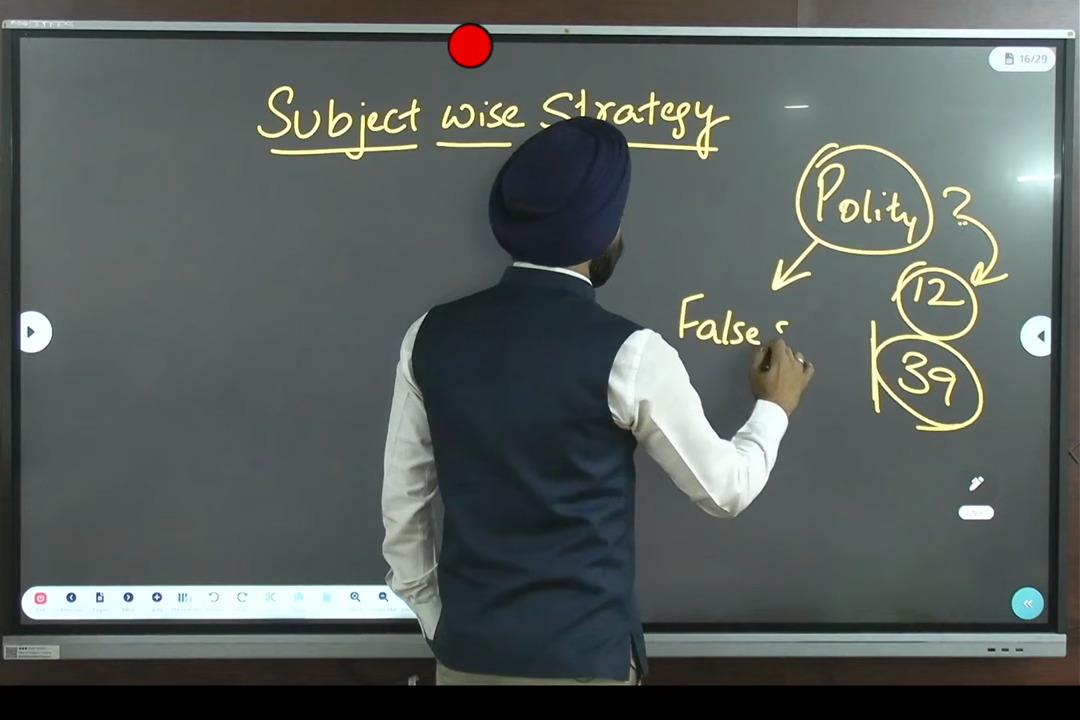 16/29
Subject wise Strategy
Polity ?
12
False s
39